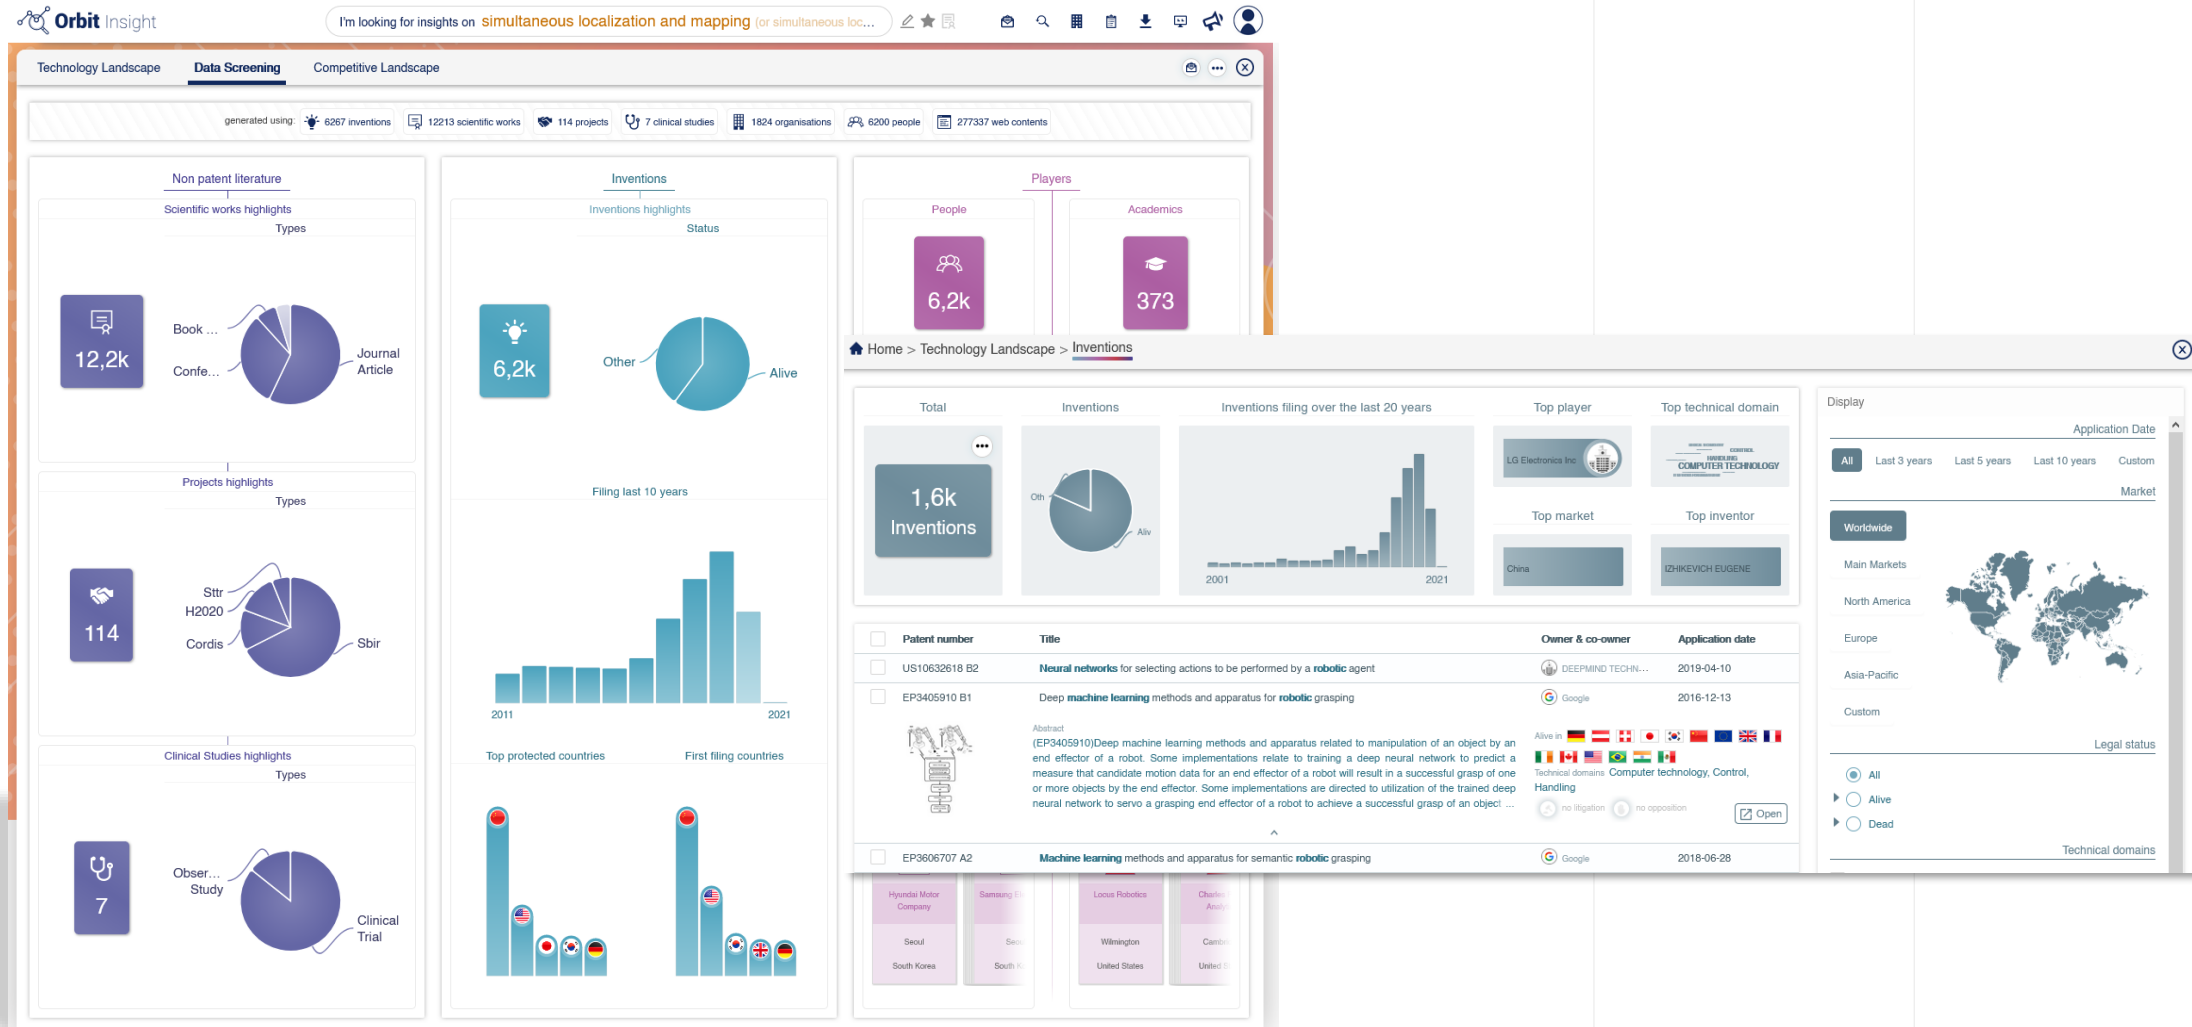 Orbit Insight
I'm looking for insights on simultaneous localization and mapping (or simultaneous loc...
Technology Landscape
Data Screening
Competitive Landscape
generated using:
6267 inventions
12213 scientific works
114 projects
7 clinical studies
1824 organisations
6200 people
277337 web contents
Non patent literature
Scientific works highlights
Types
12,2k
Book ...
Confe...
Journal
Article
Projects highlights
Types
114
Sttr
H2020
Cordis
Sbir
Clinical Studies highlights
Types
7
Obser...
Study
Clinical
Trial
Inventions
Inventions highlights
Status
6,2k
Other
Alive
Filing last 10 years
2011
2021
Top protected countries
First filing countries
Players
People
6,2k
Academics
373
Home > Technology Landscape > Inventions
Total
1,6k
Inventions
Inventions
Oth
Aliv
Inventions filing over the last 20 years
2001
2021
Top player
LG Electronics Inc
Top technical domain
CONTROL
HANDLING
COMPUTER TECHNOLOGY
Top market
China
Top inventor
IZHIKEVICH EUGENE
Patent number
Title
Owner & co-owner
Application date
US10632618 B2
Neural networks for selecting actions to be performed by a robotic agent
DEEPMIND TECHN...
2019-04-10
EP3405910 B1
Deep machine learning methods and apparatus for robotic grasping
Google
2016-12-13
Abstract
(EP3405910)Deep machine learning methods and apparatus related to manipulation of an object by an
end effector of a robot. Some implementations relate to training a deep neural network to predict a
measure that candidate motion data for an end effector of a robot will result in a successful grasp of one
or more objects by the end effector. Some implementations are directed to utilization of the trained deep
neural network to servo a grasping end effector of a robot to achieve a successful grasp of an object ...
Alive in
Technical domains Computer technology, Control,
Handling
no litigation
no opposition
Open
EP3606707 A2
Machine learning methods and apparatus for semantic robotic grasping
Google
2018-06-28
Display
Application Date
All
Last 3 years
Last 5 years
Last 10 years
Custom
Market
Worldwide
Main Markets
North America
Europe
Asia-Pacific
Custom
Legal status
All
Alive
Dead
Technical domains
Hyundai Motor
Company
Seoul
South Korea
Samsung El
Seou
South K
Locus Robotics
Wilmington
United States
Charles
Analy
Cambri
United S